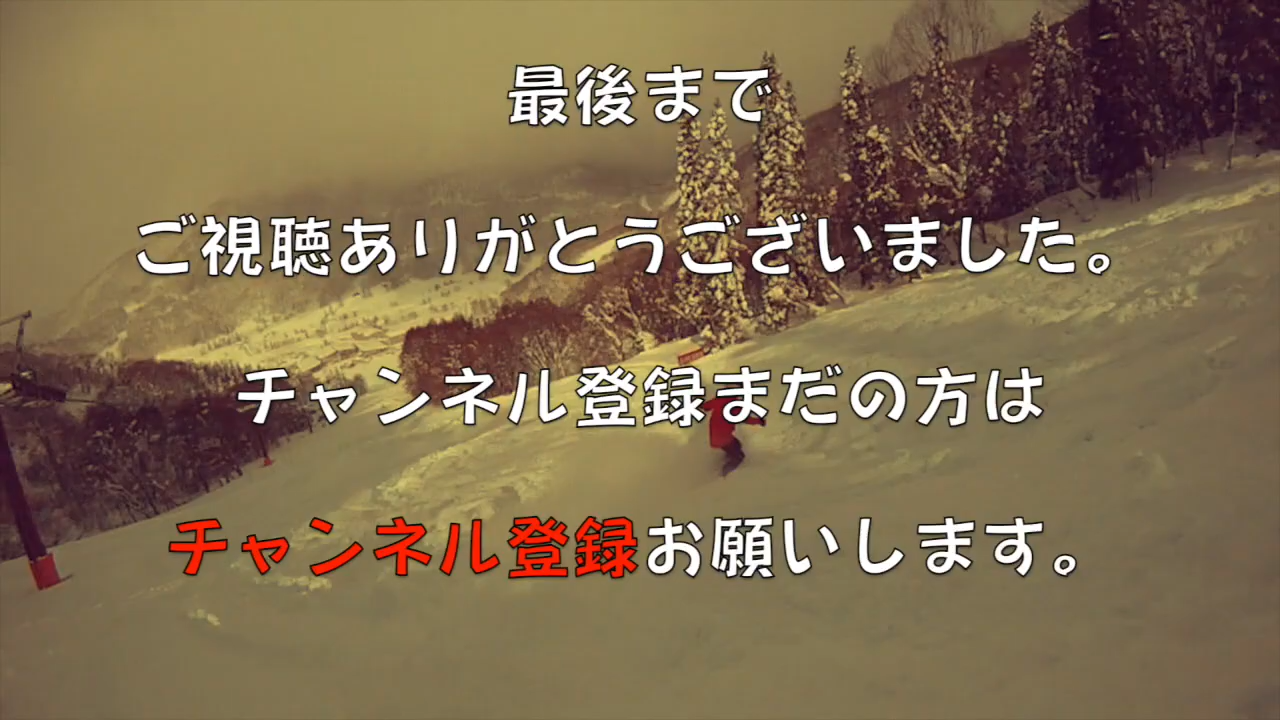 最後まで
ご視聴ありがとうございました。
チャンネル登録まだの方は
チャンネル登録お願いします。